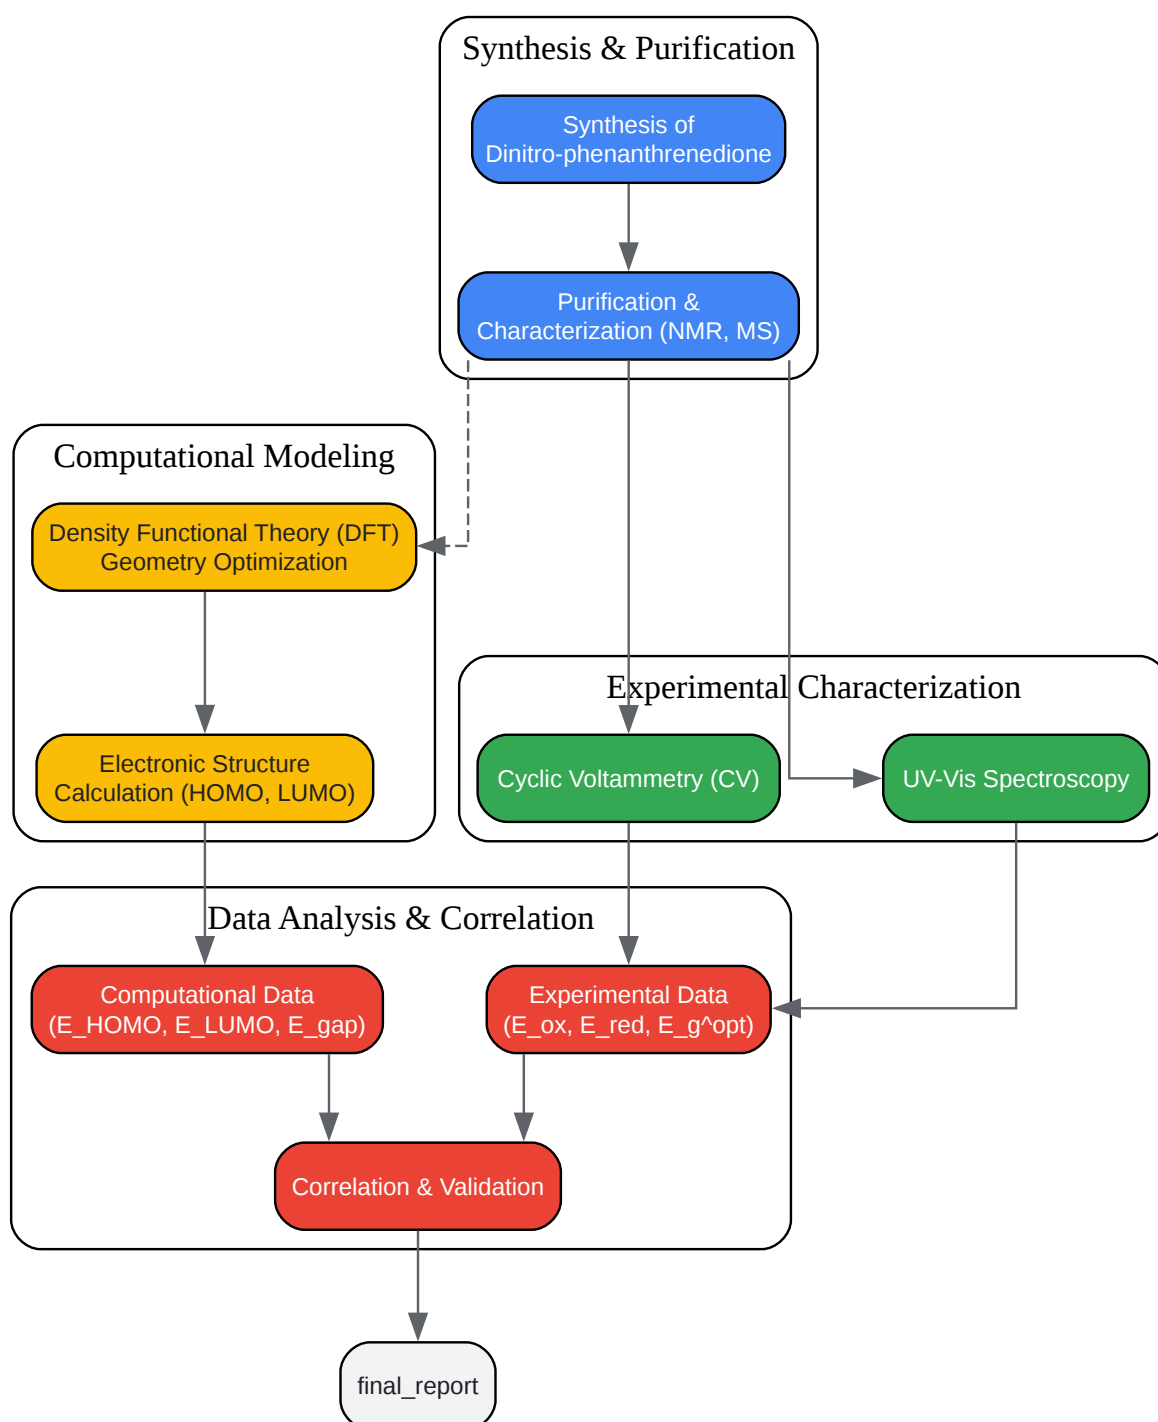 Synthesis & Purification
Synthesis of
Dinitro-phenanthrenedione
Purification &
Characterization (NMR, MS)
Computational Modeling
Density Functional Theory (DFT)
Geometry Optimization
Electronic Structure
Calculation (HOMO, LUMO)
Experimental Characterization
Cyclic Voltammetry (CV)
UV-Vis Spectroscopy
Data Analysis & Correlation
Computational Data
(E_HOMO, E_LUMO, E_gap)
Experimental Data
(E_ox, E_red, E_g^opt)
Correlation & Validation
final_report